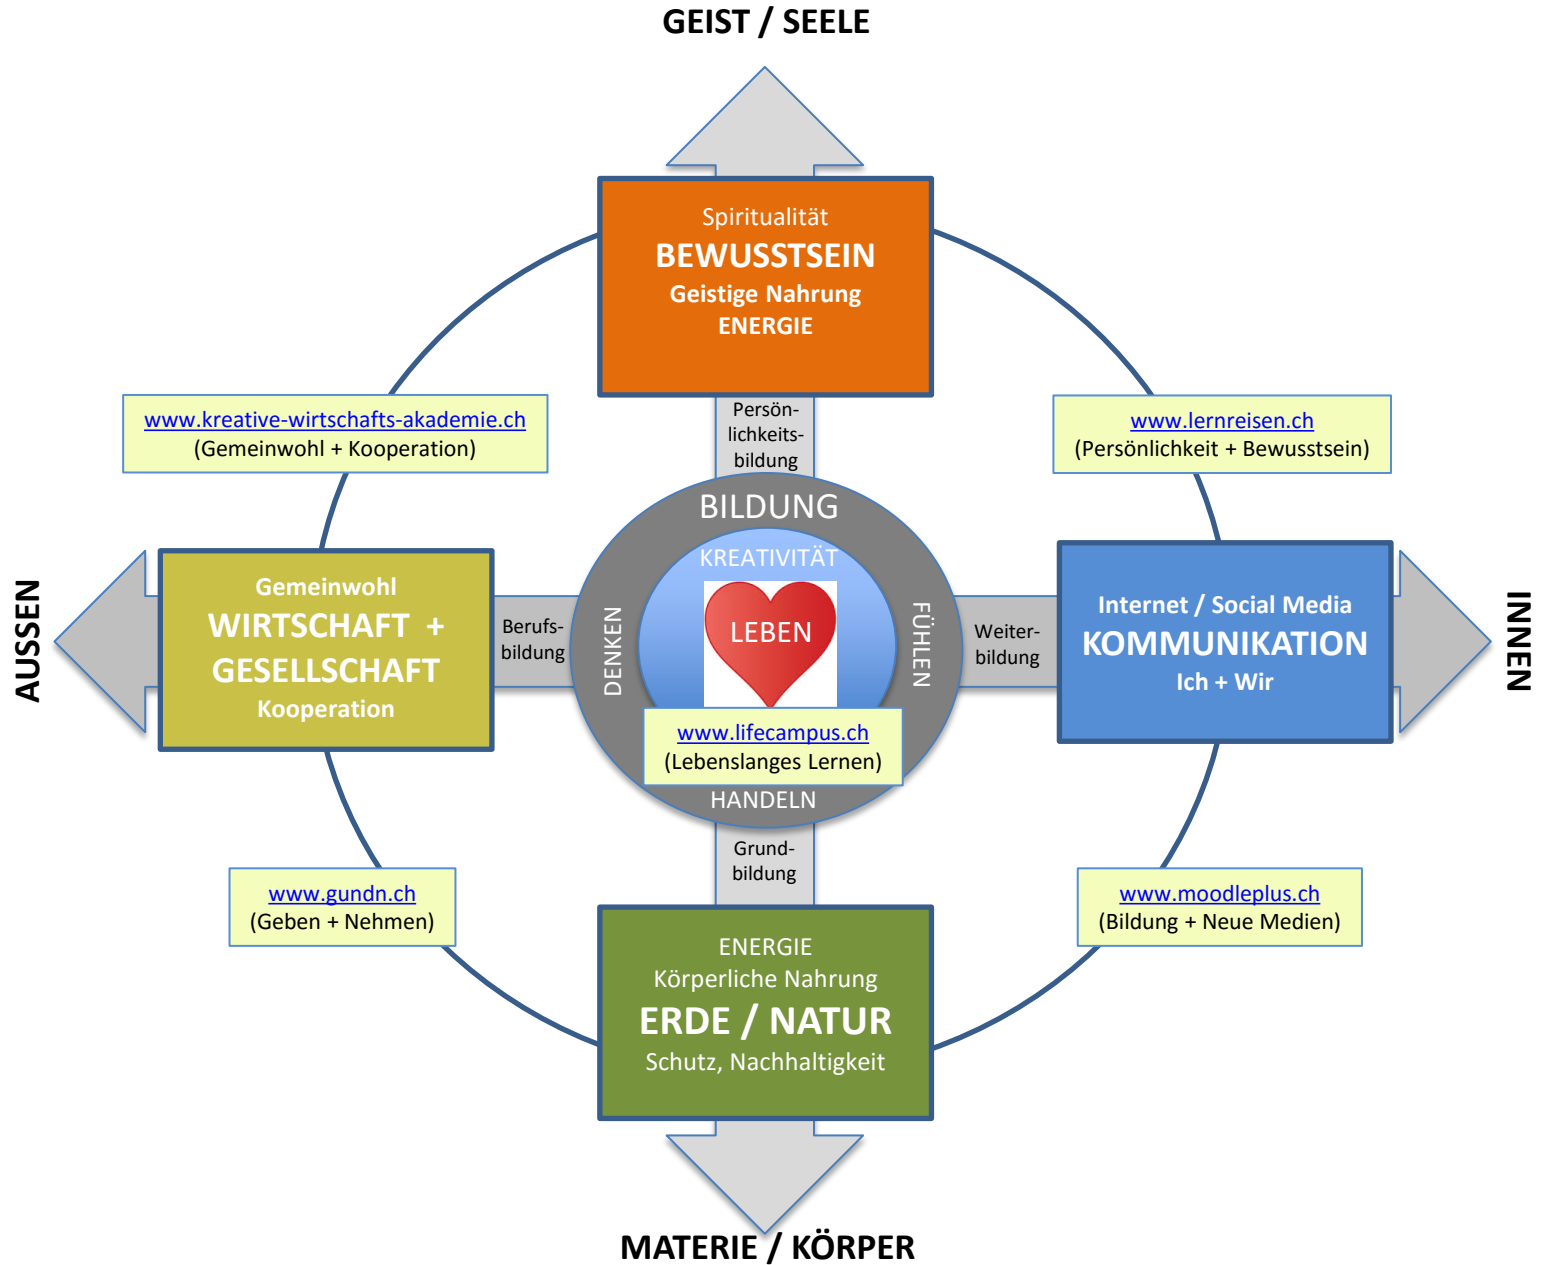 GEIST / SEELE
Spiritualität
BEWUSSTSEIN
Geistige Nahrung
ENERGIE
www.kreative-wirtschafts-akademie.ch
(Gemeinwohl + Kooperation)
Persön-
lichkeits-
bildung
www.lernreisen.ch
(Persönlichkeit + Bewusstsein)
AUSSEN
Gemeinwohl
WIRTSCHAFT +
GESELLSCHAFT
Kooperation
Berufs-
bildung
BILDUNG
KREATIVITÄT
DENKEN
LEBEN
FÜHLEN
www.lifecampus.ch
(Lebenslanges Lernen)
HANDELN
Weiter-
bildung
Internet / Social Media
KOMMUNIKATION
Ich + Wir
INNEN
www.gundn.ch
(Geben + Nehmen)
Grund-
bildung
www.moodleplus.ch
(Bildung + Neue Medien)
ENERGIE
Körperliche Nahrung
ERDE / NATUR
Schutz, Nachhaltigkeit
MATERIE / KÖRPER